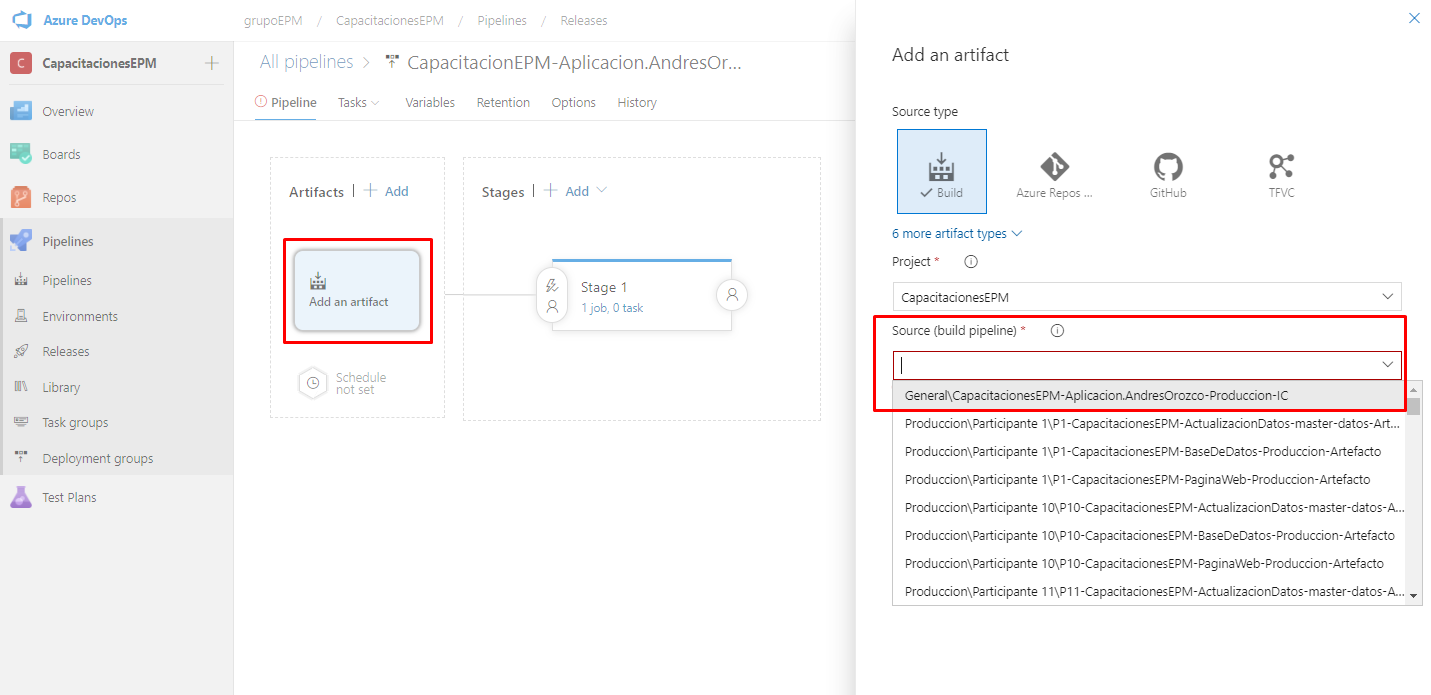 Azure DevOps
grupoEPM / CapacitacionesEPM / Pipelines / Releases
C CapacitacionesEPM
Overview
Boards
Repos
Pipelines
Pipelines
Environments
Releases
Library
Task groups
Deployment groups
Test Plans
All pipelines > CapacitacionEPM-Aplicacion.AndresOr...
Pipeline Tasks Variables Retention Options History
Artifacts | + Add
Add an artifact
Schedule
not set
Stages | + Add
Stage 1
1 job, 0 task
Add an artifact
Source type
Build
Azure Repos ...
GitHub
TFVC
6 more artifact types
Project *
CapacitacionesEPM
Source (build pipeline) *
General\CapacitacionesEPM-Aplicacion.AndresOrozco-Produccion-IC
Produccion\Participante 1\P1-CapacitacionesEPM-ActualizacionDatos-master-datos-Art...
Produccion\Participante 1\P1-CapacitacionesEPM-BaseDeDatos-Produccion-Artefacto
Produccion\Participante 1\P1-CapacitacionesEPM-PaginaWeb-Produccion-Artefacto
Produccion\Participante 10\P10-CapacitacionesEPM-ActualizacionDatos-master-datos-A...
Produccion\Participante 10\P10-CapacitacionesEPM-BaseDeDatos-Produccion-Artefacto
Produccion\Participante 10\P10-CapacitacionesEPM-PaginaWeb-Produccion-Artefacto
Produccion\Participante 11\P11-CapacitacionesEPM-ActualizacionDatos-master-datos-A...